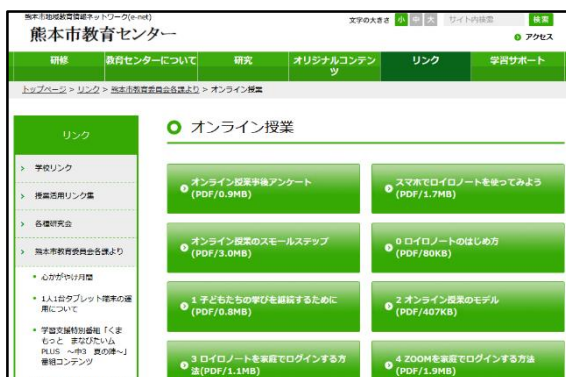 熊本市地域教育情報ネットワーク(e-net)
熊本市教育センター
文字の大きさ 小 中 大 サイト内検索 検索
アクセス
研修 教育センターについて 研究 オリジナルコンテンツ リンク 学習サポート
トップページ > リンク > 熊本市教育委員会各課より > オンライン授業
リンク
学校リンク
授業活用リンク集
各種研究会
熊本市教育委員会各課より
心かがやけ月間
1人1台タブレット端末の運
用について
学習支援特別番組「くま
もっと まなびたいム
PLUS ~中3 夏の陣~」
番組コンテンツ
オンライン授業
オンライン授業事後アンケート
(PDF/0.9MB)
スマホでロイロノートを使ってみよう
(PDF/1.7MB)
オンライン授業のスモールステップ
(PDF/3.0MB)
0 ロイロノートのはじめ方
(PDF/80KB)
1 子どもたちの学びを継続するために
(PDF/0.8MB)
2 オンライン授業のモデル
(PDF/407KB)
3 ロイロノートを家庭でログインする方
法(PDF/1.1MB)
4 ZOOMを家庭でログインする方法
(PDF/1.9MB)